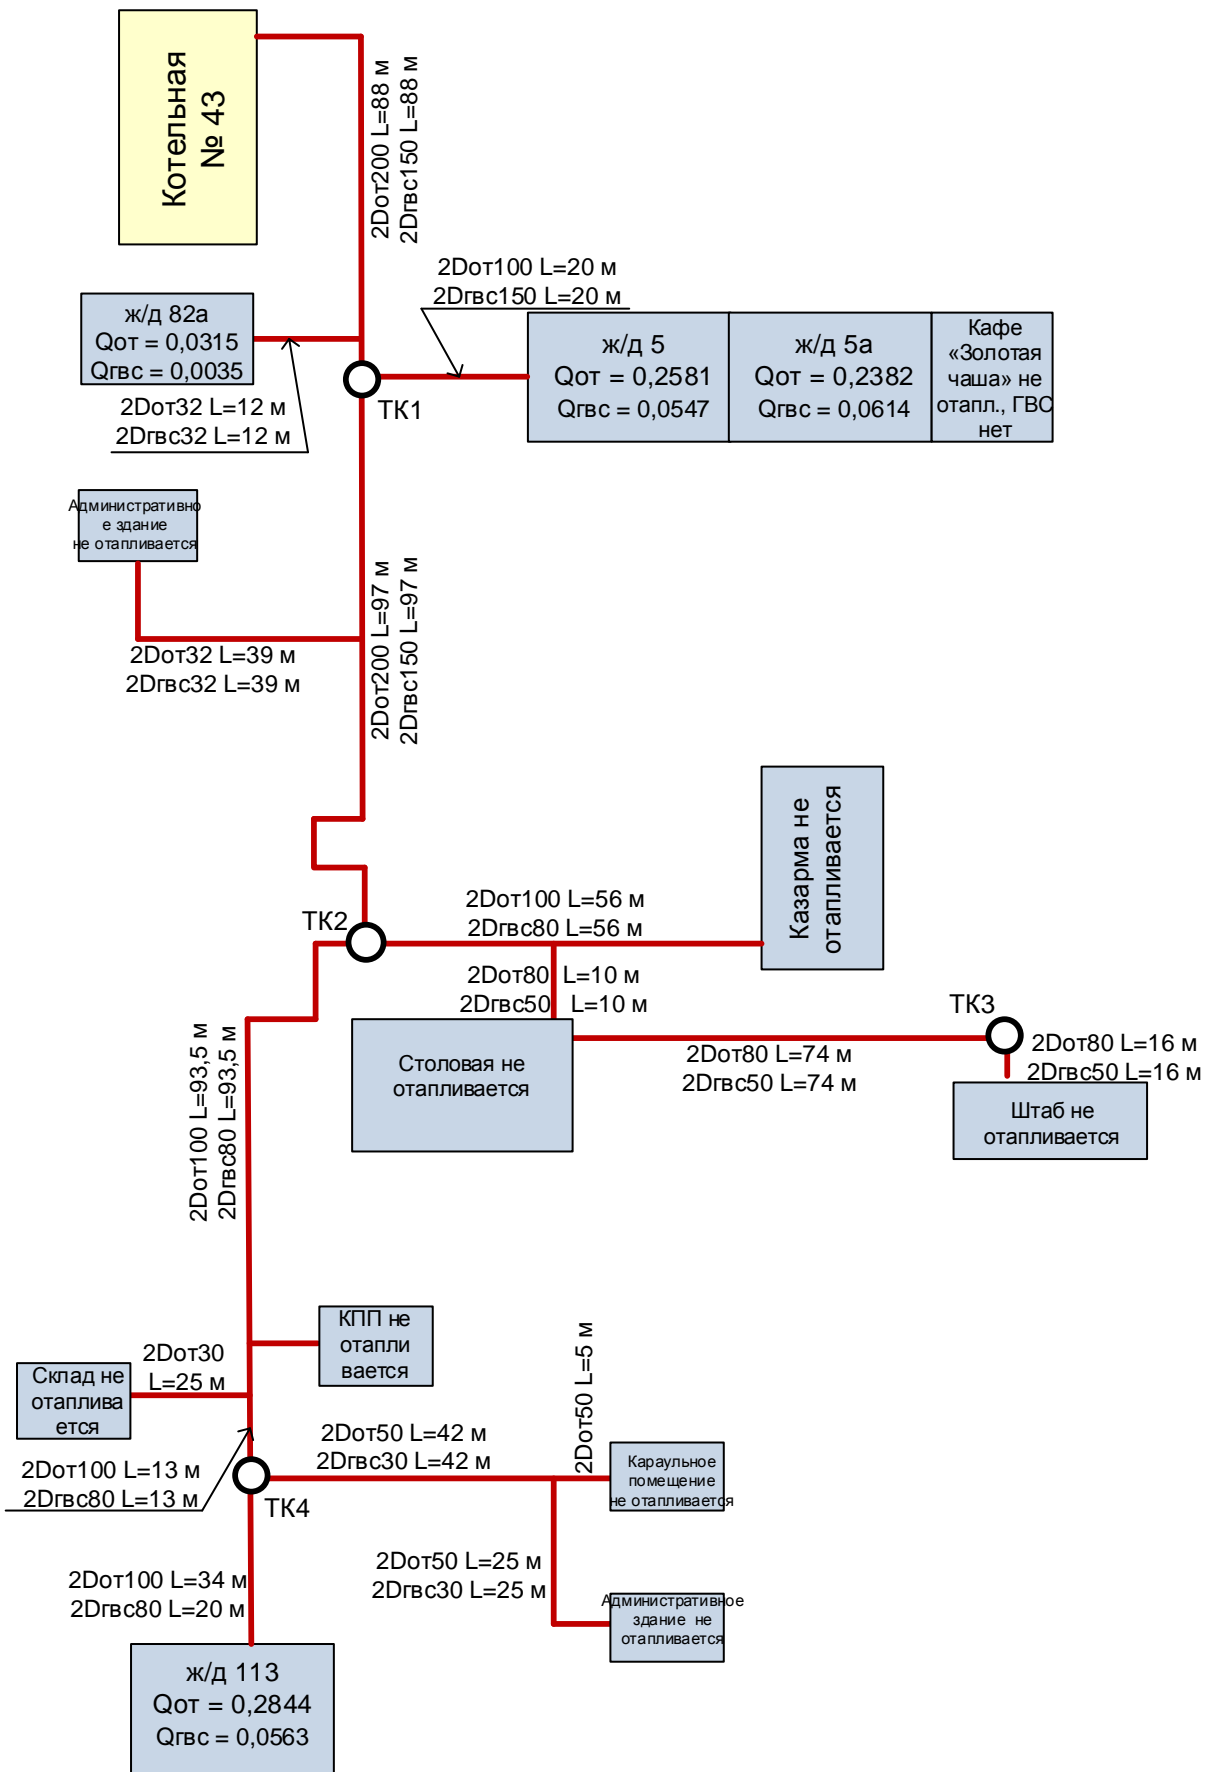 Котельная
№ 43
2Dот200 L=88 м
2Dгвс150 L=88 м
2Dот100 L=20 м
2Dгвс150 L=20 м
ж/д 82а
Qот = 0,0315
Qгвс = 0,0035
ж/д 5
Qот = 0,2581
Qгвс = 0,0547
ж/д 5а
Qот = 0,2382
Qгвс = 0,0614
Кафе
«Золотая
чаша» не
отапл., ГВС
нет
2Dот32 L=12 м
2Dгвс32 L=12 м
ТК1
Административно
е здание
не отапливается
2Dот32 L=39 м
2Dгвс32 L=39 м
2Dот200 L=97 м
2Dгвс150 L=97 м
Казарма не
отапливается
ТК2
2Dот100 L=56 м
2Dгвс80 L=56 м
2Dот80 L=10 м
2Dгвс50 L=10 м
ТК3
Столовая не
отапливается
2Dот80 L=74 м
2Dгвс50 L=74 м
2Dот80 L=16 м
2Dгвс50 L=16 м
Штаб не
отапливается
2Dот100 L=93,5 м
2Dгвс80 L=93,5 м
КПП не
отапли
вается
2Dот30
L=25 м
Склад не
отаплива
ется
2Dот50 L=42 м
2Dгвс30 L=42 м
2Dот50 L=5 м
Караульное
помещение
не отапливается
2Dот100 L=13 м
2Dгвс80 L=13 м
ТК4
2Dот50 L=25 м
2Dгвс30 L=25 м
Административное
здание не
отапливается
2Dот100 L=34 м
2Dгвс80 L=20 м
ж/д 113
Qот = 0,2844
Qгвс = 0,0563